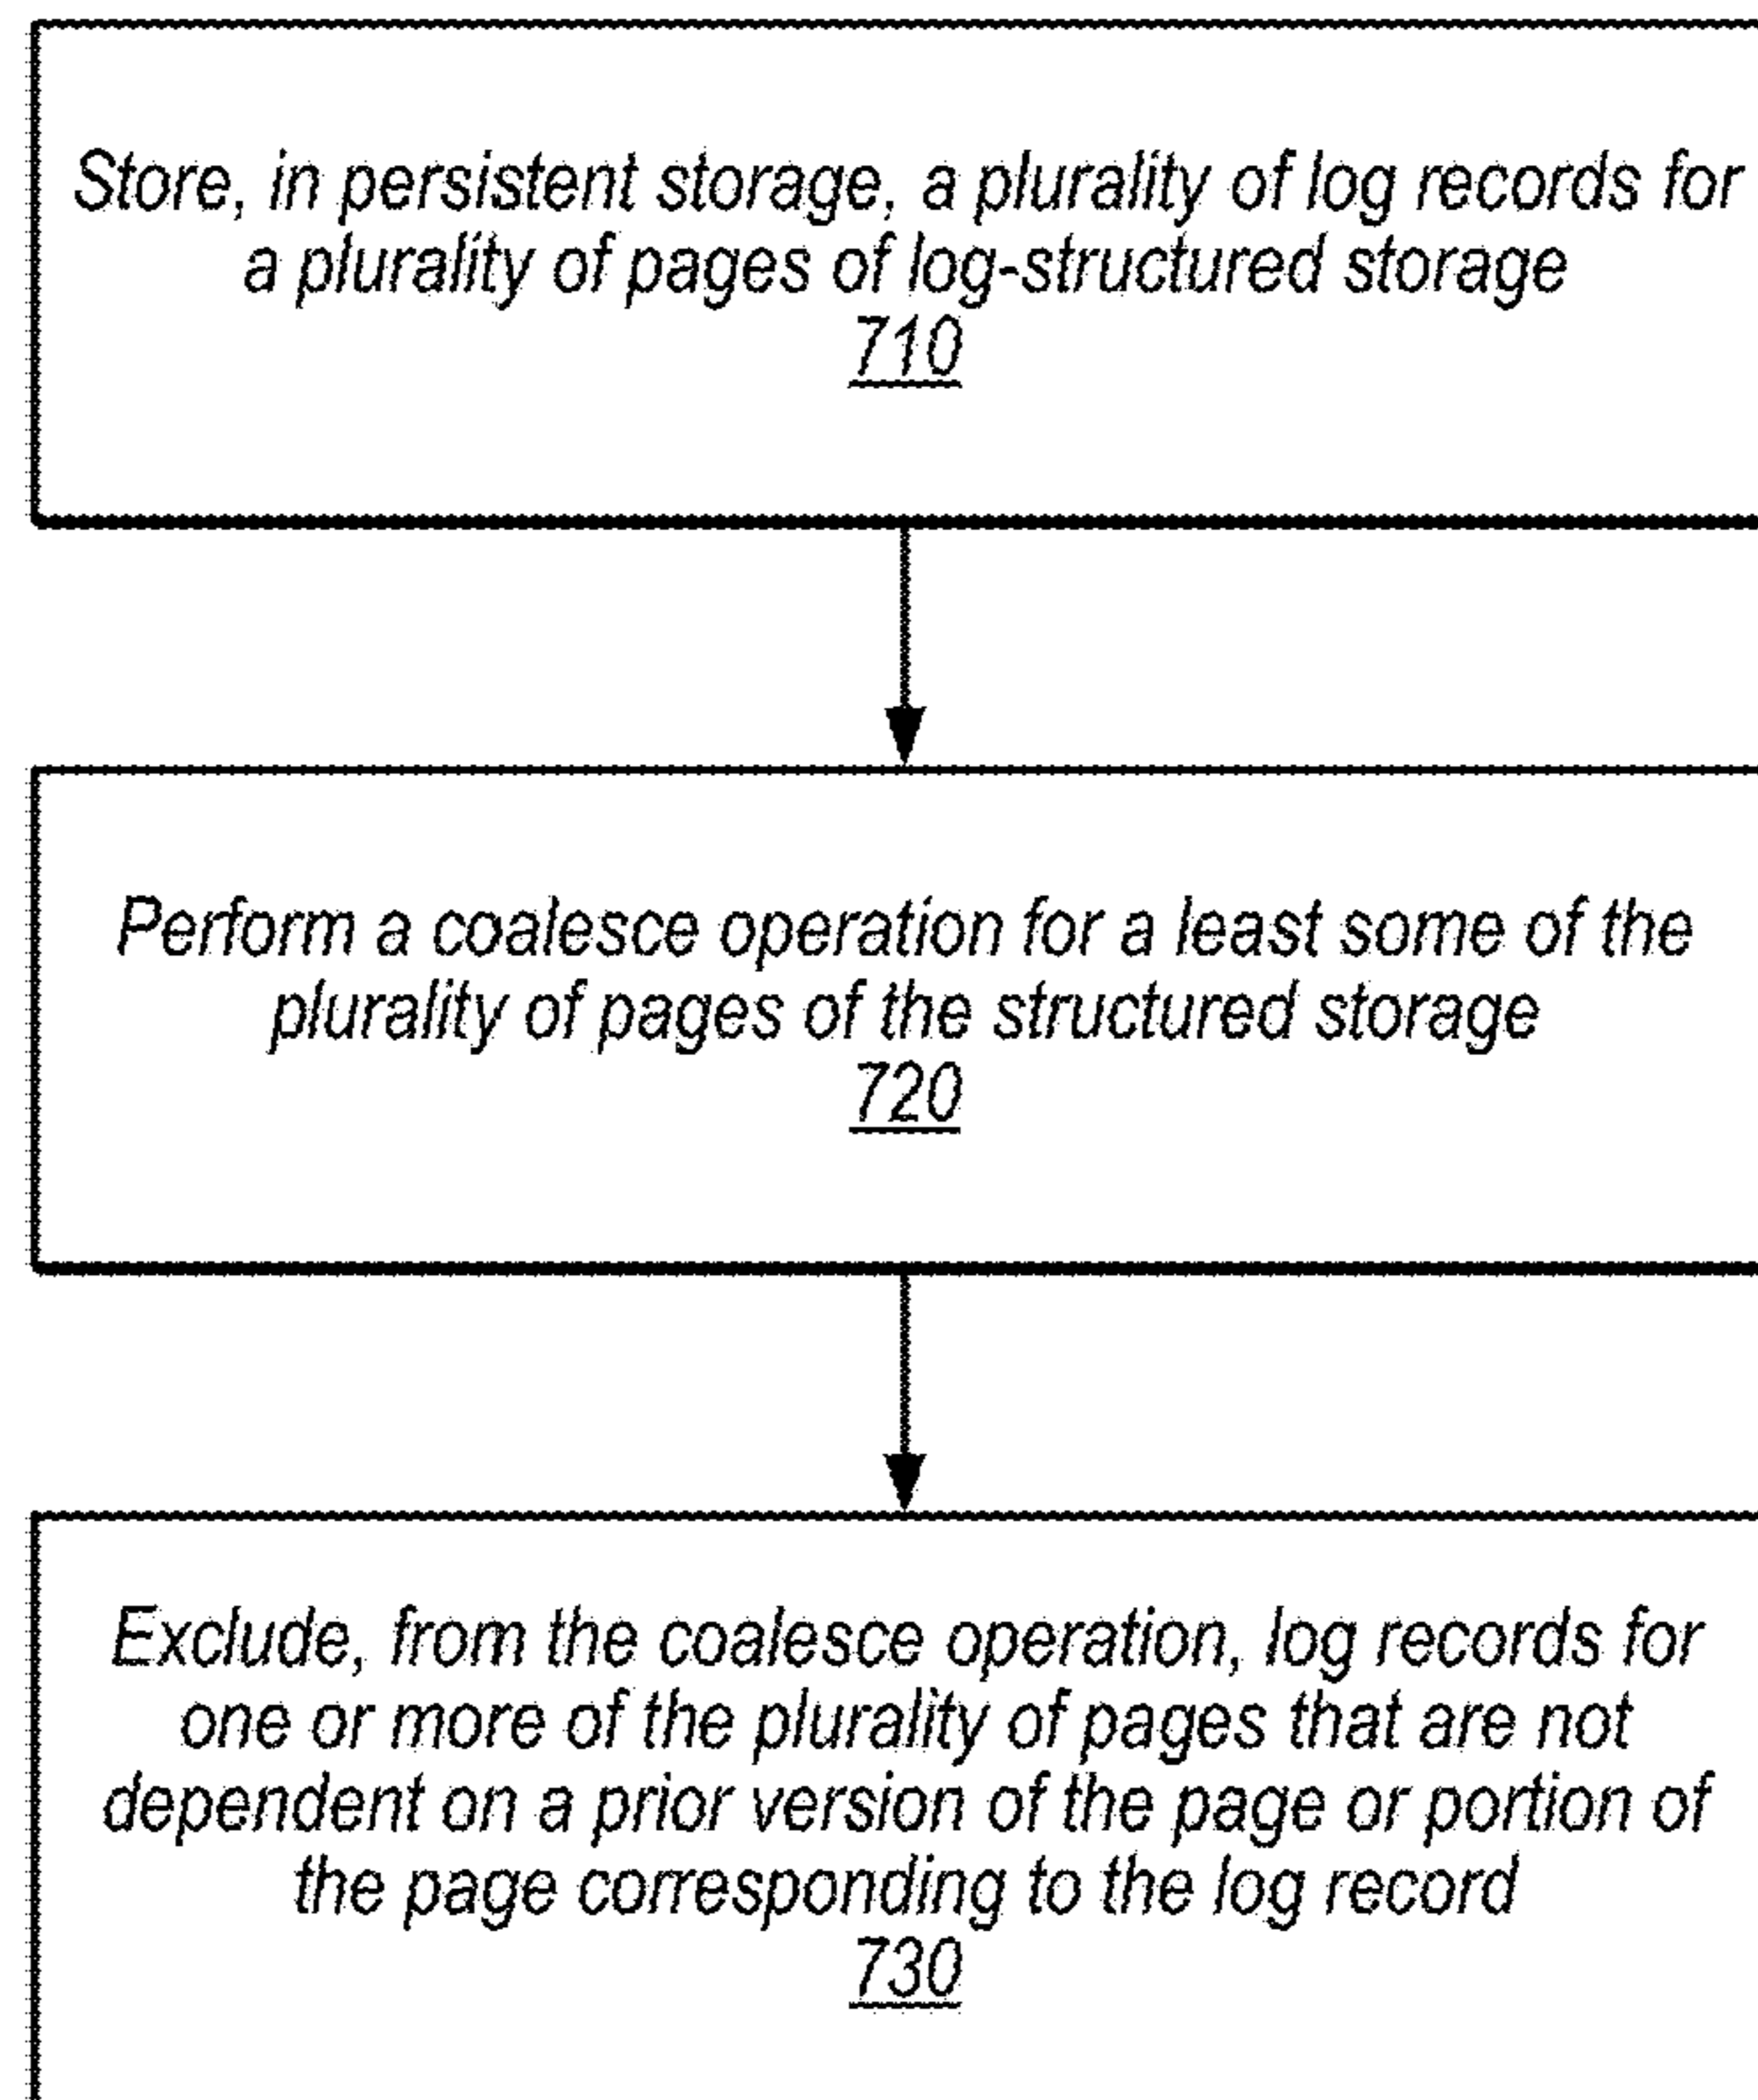 Store, in persistent storage, a plurality of log records for
a plurality of pages of log-structured storage
710
Perform a coalesce operation for a least some of the
plurality of pages of the structured storage
720
Exclude, from the coalesce operation, log records for
one or more of the plurality of pages that are not
dependent on a prior version of the page or portion of
the page corresponding to the log record
730